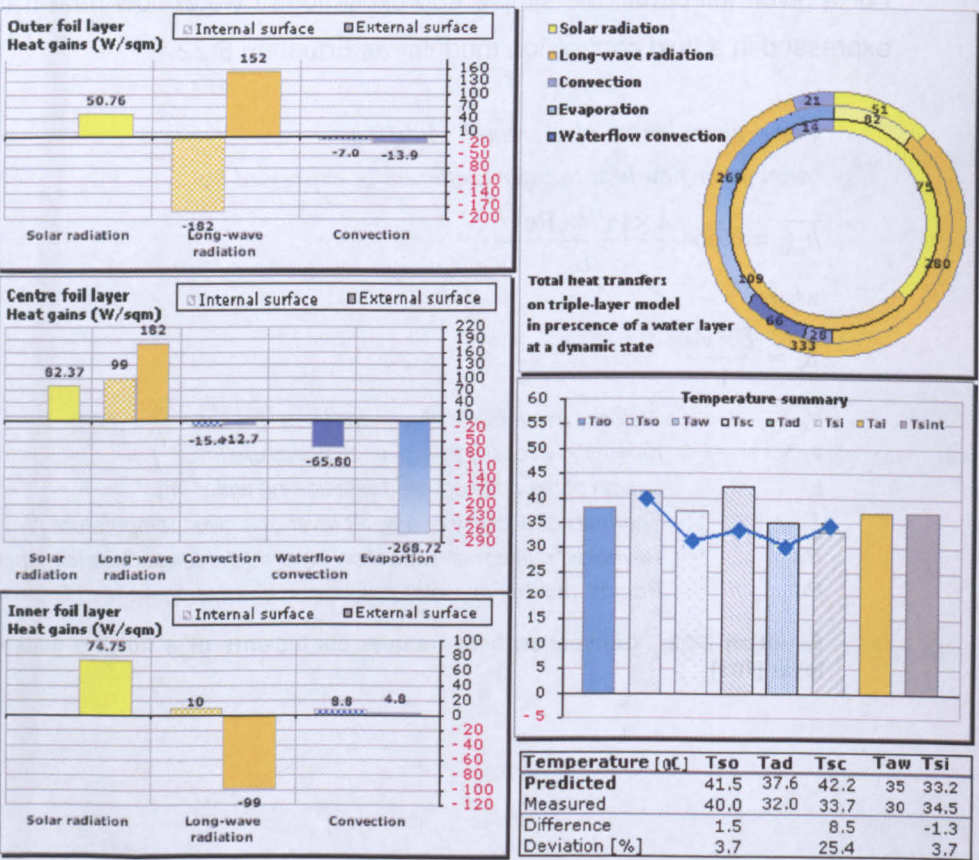 Outer foil layer
Heat gains (W/sqm)
Internal surface External surface
50.76
152
-182
-7.0 -13.9
160
130
100
70
40
10
-20
-50
-80
-110
-140
-170
-200
Solar radiation Long-wave radiation Convection
Centre foil layer
Heat gains (W/sqm)
Internal surface External surface
82.37
99
182
-15.4 -12.7
-65.80
-268.72
220
190
160
130
100
70
40
10
-20
-50
-80
-110
-140
-170
-200
-230
-260
-290
Solar radiation Long-wave radiation Convection Waterflow convection Evaportion
Inner foil layer
Heat gains (W/sqm)
Internal surface External surface
74.75
10
-99
8.8 4.8
100
80
60
40
20
0
-20
-40
-60
-80
-100
-120
Solar radiation Long-wave radiation Convection
Solar radiation
Long-wave radiation
Convection
Evaporation
Waterflow convection
21
51
82
14
269
75
280
109
66
28
333
Total heat transfers
on triple-layer model
in prescence of a water layer
at a dynamic state
Temperature summary
Tao Tso Taw Tsc Tad Tsi Tai Tsint
60
55
50
45
40
35
30
25
20
15
10
5
0
-5
Temperature [0C] Tso Tad Tsc Taw Tsi
Predicted 41.5 37.6 42.2 35 33.2
Measured 40.0 32.0 33.7 30 34.5
Difference 1.5 8.5 -1.3
Deviation [%] 3.7 25.4 3.7